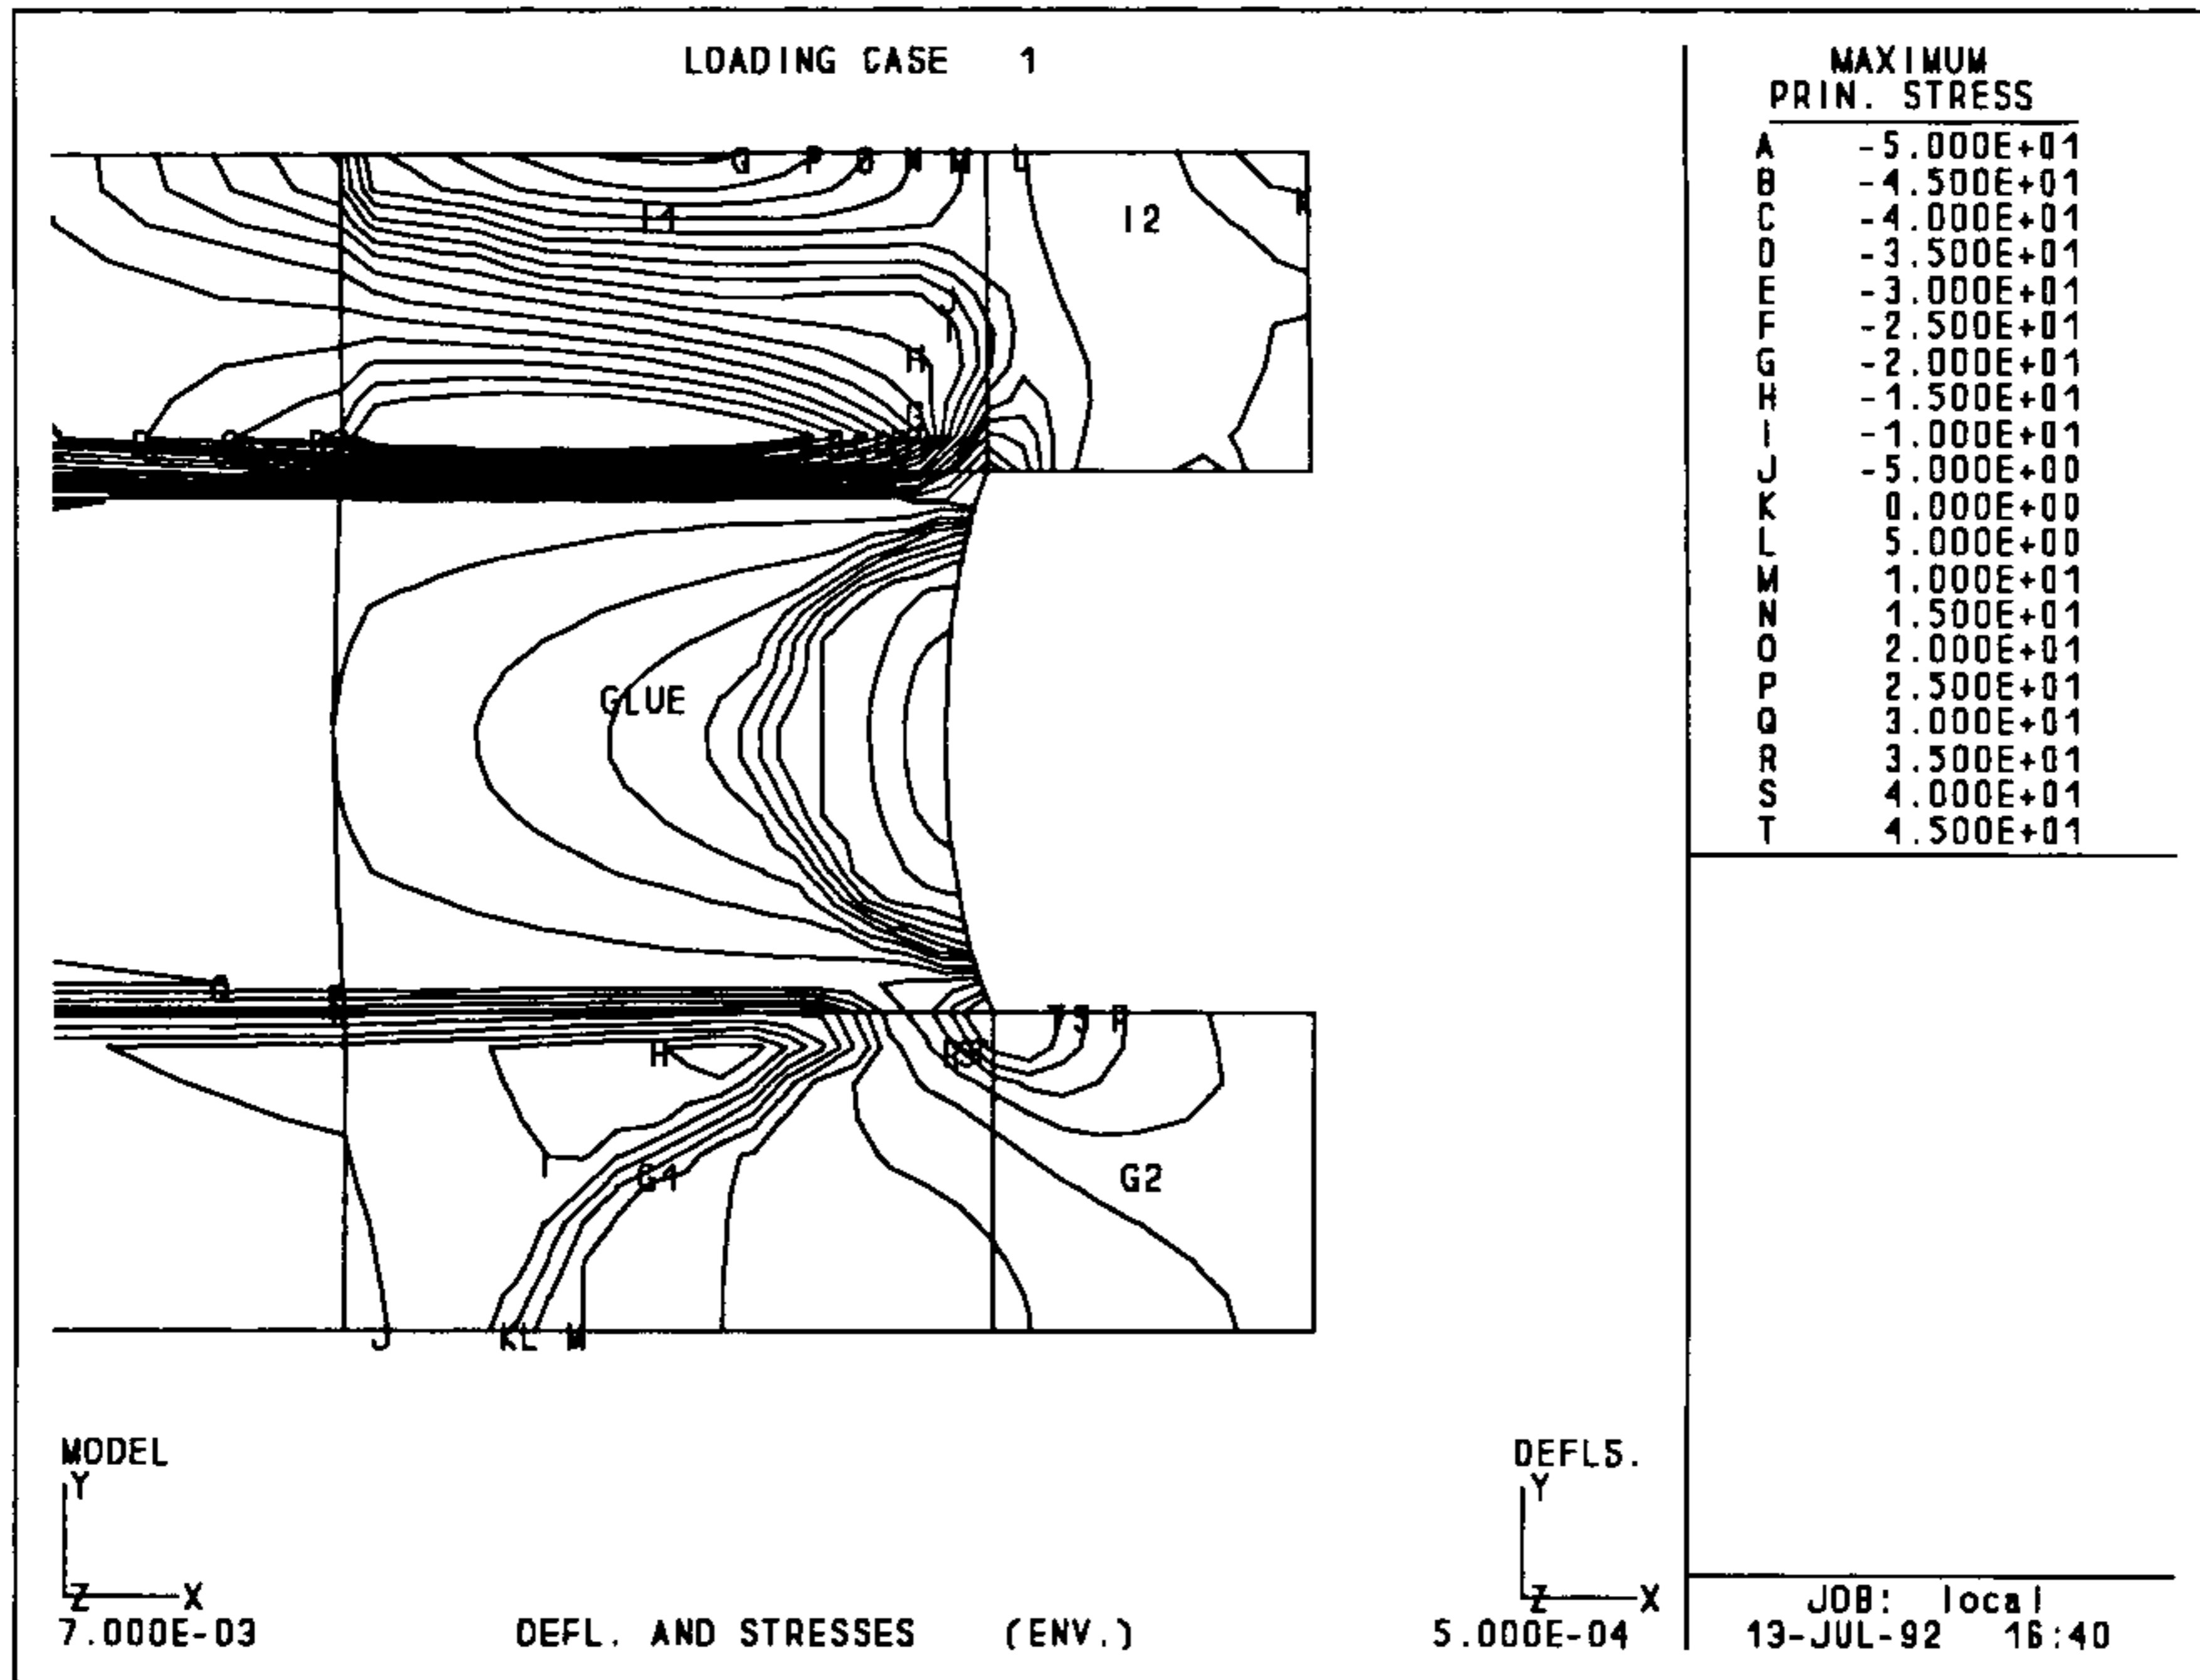 LOADING CASE 1
MAXIMUM
PRIN. STRESS
A -5.000E+01
B -4.500E+01
C -4.000E+01
D -3.500E+01
E -3.000E+01
F -2.500E+01
G -2.000E+01
H -1.500E+01
I -1.000E+01
J -5.000E+00
K 0.000E+00
L 5.000E+00
M 1.000E+01
N 1.500E+01
O 2.000E+01
P 2.500E+01
Q 3.000E+01
R 3.500E+01
S 4.000E+01
T 4.500E+01
Q P O N M L
I2
J
I
H
GLUE
H
I
G1
G2
J K L M
MODEL
Y
Z X
7.000E-03
DEFL. AND STRESSES (ENV.)
DEFLS.
Y
Z X
5.000E-04
JOB: local
13-JUL-92 16:40